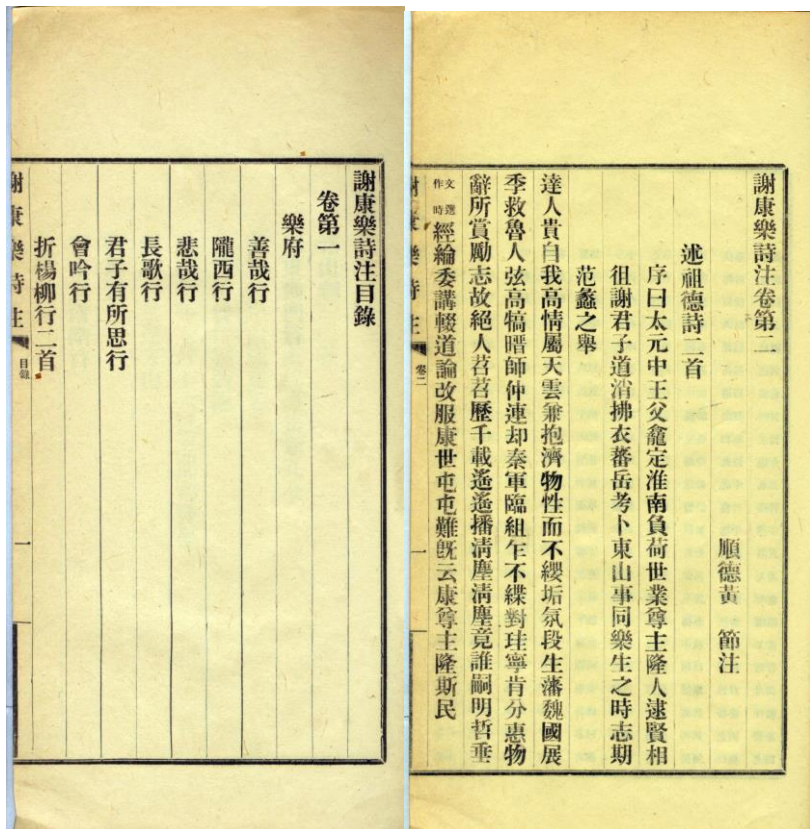 謝康樂詩注目錄
卷第一
樂府
善哉行
隴西行
悲哉行
長歌行
君子有所思行
會吟行
折楊柳行二首
謝康樂詩注 目錄 一
謝康樂詩注卷第二
順德黃 節注
述祖德詩二首
序曰太元中王父龕定淮南負荷世業尊主隆人逮賢相
徂謝君子道消拂衣蕃岳考卜東山事同樂生之時志期
范蠡之舉
達人貴自我高情屬天雲兼抱濟物性而不纓垢氛段生藩魏國展
季救魯人弦高犒晤師仲連却秦軍臨組乍不緤對珪寧肯分惠物
辭所賞勵志故絕人苕苕歷千載遙遙播清塵清塵竟誰嗣明哲垂
文選作時經綸委講輟道論改服康世屯屯難旣云康尊主隆斯民
謝康樂詩注 卷二 一